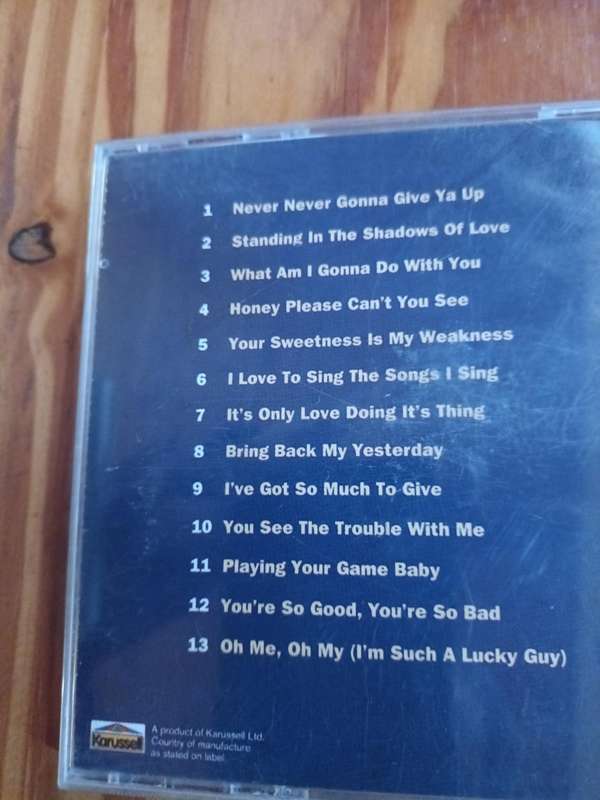 1 Never Never Gonna Give Ya Up
2 Standing In The Shadows Of Love
3 What Am I Gonna Do With You
4 Honey Please Can't You See
5 Your Sweetness Is My Weakness
6 I Love To Sing The Songs I Sing
7 It's Only Love Doing It's Thing
8 Bring Back My Yesterday
9 I've Got So Much To Give
10 You See The Trouble With Me
11 Playing Your Game Baby
12 You're So Good, You're So Bad
13 Oh Me, Oh My (I'm Such A Lucky Guy)
Karussell
A product of Karussell Ltd.
Country of manufacture
as stated on label